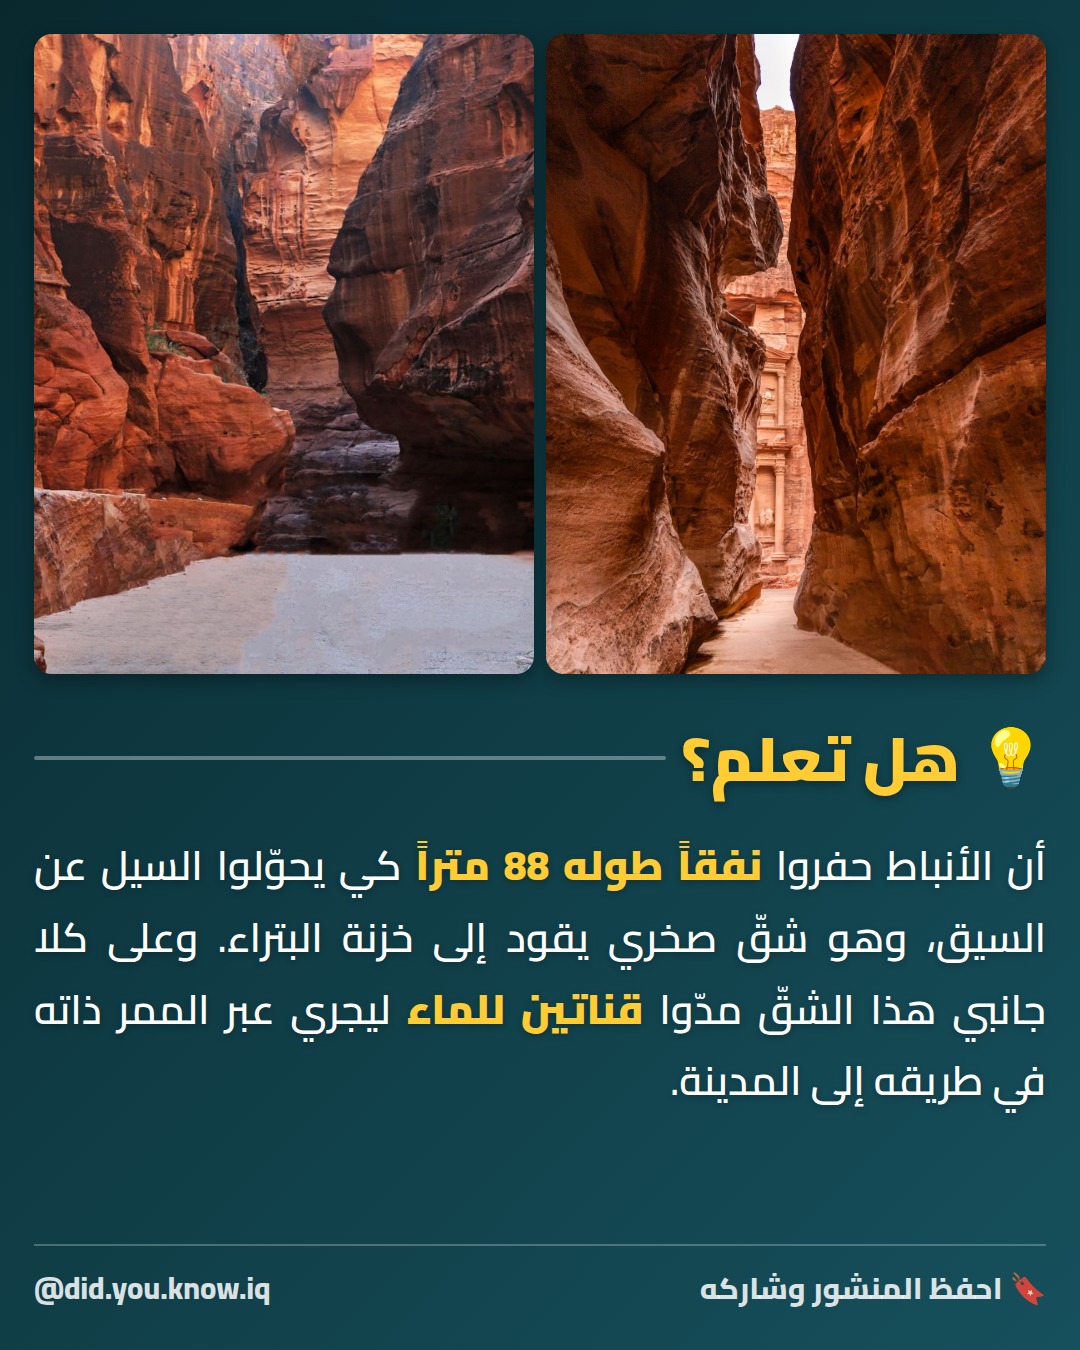 هل تعلم؟
أن الأنباط حفروا نفقاً طوله 88 متراً كي يحوّلوا السيل عن
السيق، وهو شقّ صخري يقود إلى خزنة البتراء. وعلى كلا
جانبي هذا الشقّ مدّوا قناتين للماء ليجري عبر الممر ذاته
في طريقه إلى المدينة.
احفظ المنشور وشاركه
@did.you.know.iq